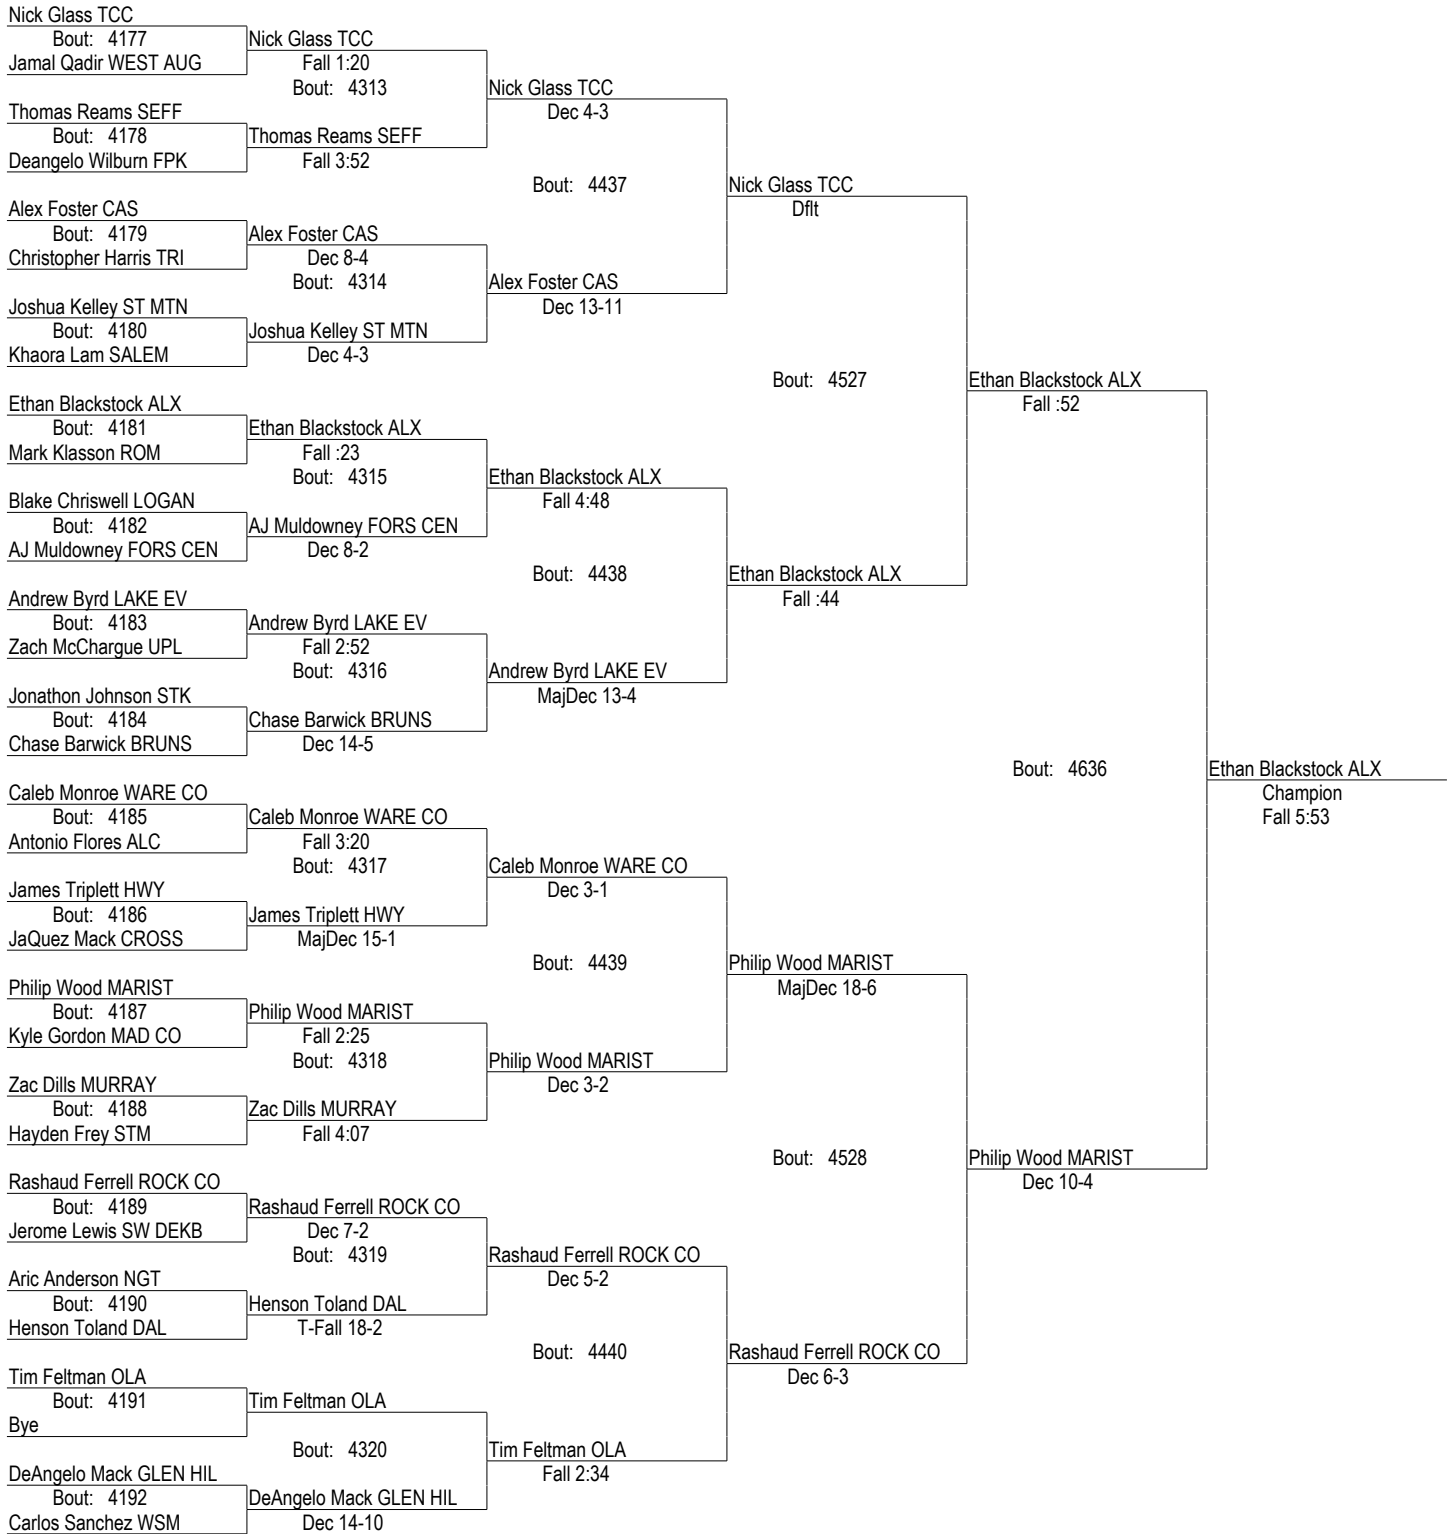 Nick Glass TCC
Bout: 4177
Jamal Qadir WEST AUG
Thomas Reams SEFF
Bout: 4178
Deangelo Wilburn FPK
Alex Foster CAS
Bout: 4179
Christopher Harris TRI
Joshua Kelley ST MTN
Bout: 4180
Khaora Lam SALEM
Ethan Blackstock ALX
Bout: 4181
Mark Klasson ROM
Blake Chriswell LOGAN
Bout: 4182
AJ Muldowney FORS CEN
Andrew Byrd LAKE EV
Bout: 4183
Zach McChargue UPL
Jonathon Johnson STK
Bout: 4184
Chase Barwick BRUNS
Caleb Monroe WARE CO
Bout: 4185
Antonio Flores ALC
James Triplett HWY
Bout: 4186
JaQuez Mack CROSS
Philip Wood MARIST
Bout: 4187
Kyle Gordon MAD CO
Zac Dills MURRAY
Bout: 4188
Hayden Frey STM
Rashaud Ferrell ROCK CO
Bout: 4189
Jerome Lewis SW DEKB
Aric Anderson NGT
Bout: 4190
Henson Toland DAL
Tim Feltman OLA
Bout: 4191
Bye
DeAngelo Mack GLEN HIL
Bout: 4192
Carlos Sanchez WSM
Nick Glass TCC
Fall 1:20
Bout: 4313
Thomas Reams SEFF
Fall 3:52
Alex Foster CAS
Dec 8-4
Bout: 4314
Joshua Kelley ST MTN
Dec 4-3
Ethan Blackstock ALX
Fall :23
Bout: 4315
AJ Muldowney FORS CEN
Dec 8-2
Andrew Byrd LAKE EV
Fall 2:52
Bout: 4316
Chase Barwick BRUNS
Dec 14-5
Caleb Monroe WARE CO
Fall 3:20
Bout: 4317
James Triplett HWY
MajDec 15-1
Philip Wood MARIST
Fall 2:25
Bout: 4318
Zac Dills MURRAY
Fall 4:07
Rashaud Ferrell ROCK CO
Dec 7-2
Bout: 4319
Henson Toland DAL
T-Fall 18-2
Tim Feltman OLA
Bout: 4320
DeAngelo Mack GLEN HIL
Dec 14-10
Nick Glass TCC
Dec 4-3
Bout: 4437
Alex Foster CAS
Dec 13-11
Ethan Blackstock ALX
Fall 4:48
Bout: 4438
Andrew Byrd LAKE EV
MajDec 13-4
Caleb Monroe WARE CO
Dec 3-1
Bout: 4439
Philip Wood MARIST
Dec 3-2
Rashaud Ferrell ROCK CO
Dec 5-2
Bout: 4440
Tim Feltman OLA
Fall 2:34
Nick Glass TCC
Dflt
Bout: 4527
Ethan Blackstock ALX
Fall :44
Philip Wood MARIST
MajDec 18-6
Bout: 4528
Rashaud Ferrell ROCK CO
Dec 6-3
Ethan Blackstock ALX
Fall :52
Bout: 4636
Philip Wood MARIST
Dec 10-4
Ethan Blackstock ALX
Champion
Fall 5:53